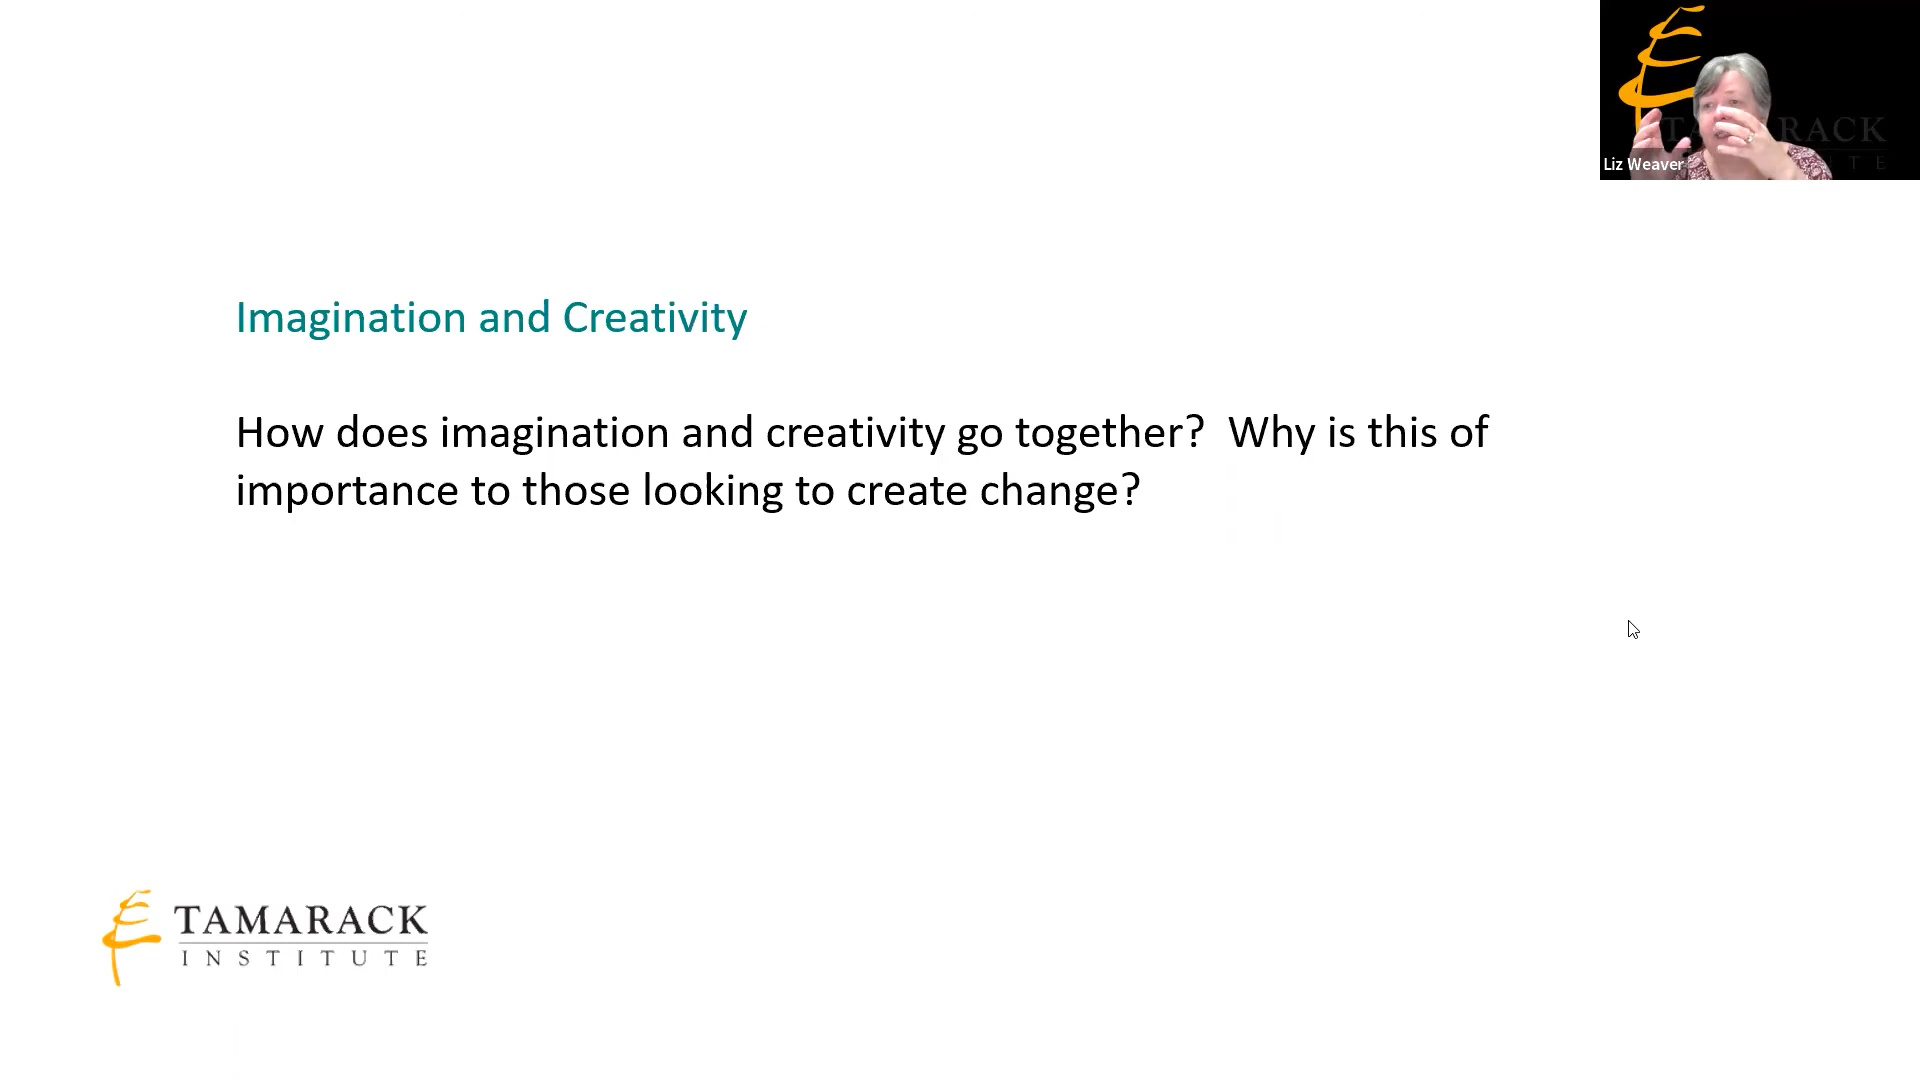 Liz Weaver
Imagination and Creativity
How does imagination and creativity go together?  Why is this of
importance to those looking to create change?
TAMARACK
INSTITUTE